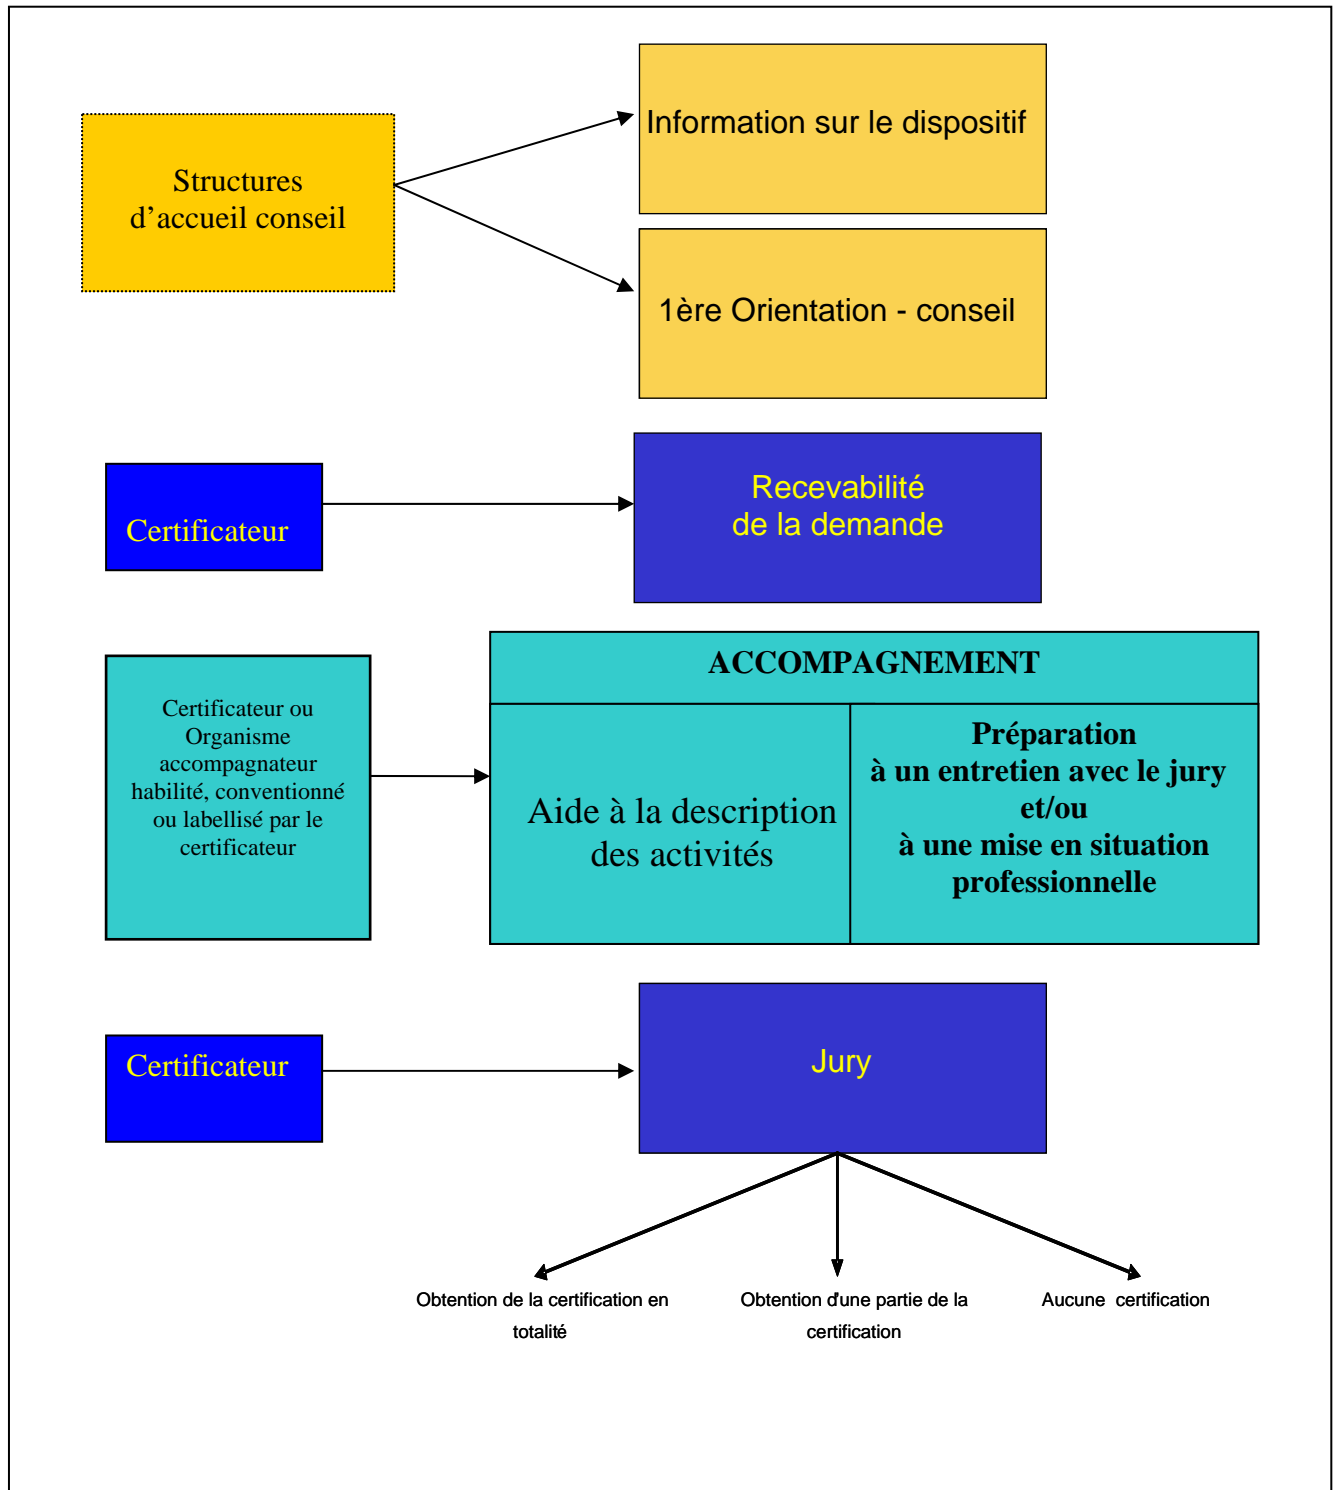 Structures
d’accueil conseil
Information sur le dispositif
1ère Orientation - conseil
Certificateur
Recevabilité
de la demande
Certificateur ou
Organisme
accompagnateur
habilité, conventionné
ou labellisé par le
certificateur
ACCOMPAGNEMENT
Aide à la description
des activités
Préparation
à un entretien avec le jury
et/ou
à une mise en situation
professionnelle
Certificateur
Jury
Obtention de la certification en
totalité
Obtention d'une partie de la
certification
Aucune certification